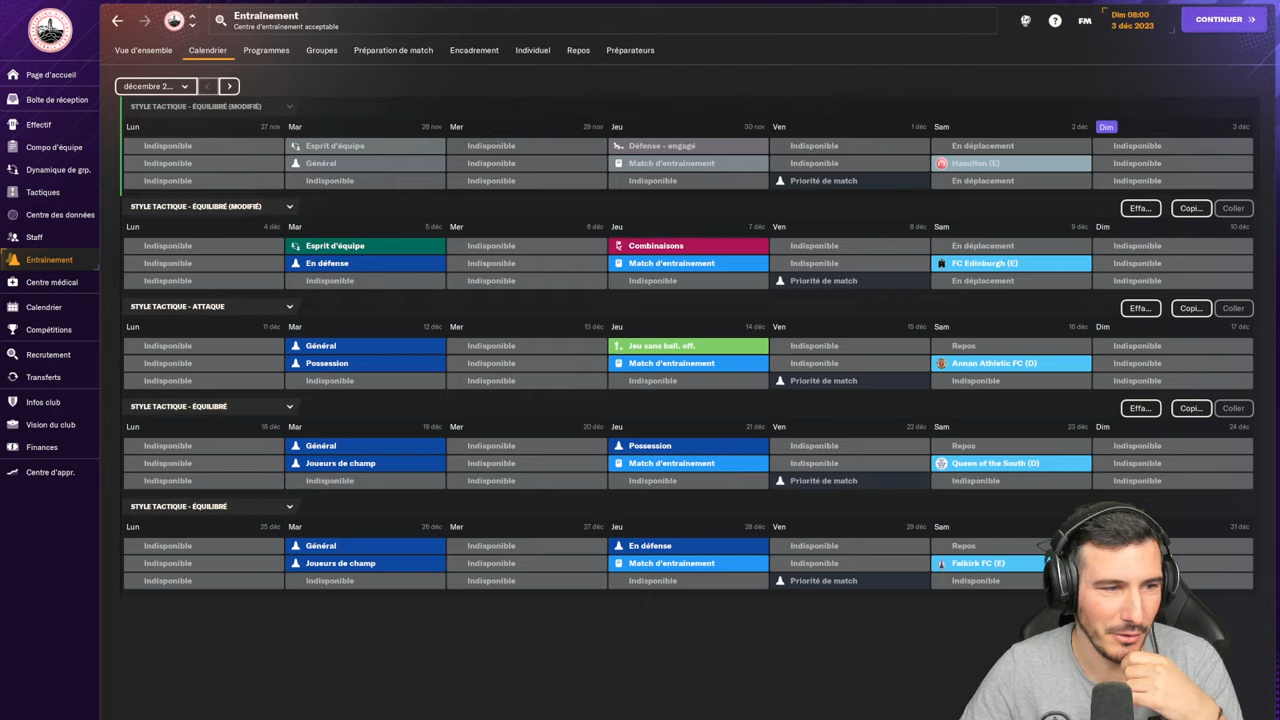 Entraînement
Centre d'entraînement acceptable
Dim 08:00
3 déc 2023
FM
CONTINUER
Vue d'ensemble Calendrier Programmes Groupes Préparation de match Encadrement Individuel Repos Préparateurs
Page d'accueil
Boîte de réception
Effectif
Compo d'équipe
Dynamique de grp.
Tactiques
Centre des données
Staff
Entraînement
Centre médical
Calendrier
Compétitions
Recrutement
Transferts
Infos club
Vision du club
Finances
Centre d'appr.
décembre 2...
STYLE TACTIQUE - ÉQUILIBRÉ (MODIFIÉ)
Lun 27 nov Mar 28 nov Mer 29 nov Jeu 30 nov Ven 1 déc Sam 2 déc Dim 3 déc
Indisponible Esprit d'équipe Indisponible Défense - engagé Indisponible En déplacement Indisponible
Indisponible Général Indisponible Match d'entraînement Indisponible Hamilton (E) Indisponible
Indisponible Indisponible Indisponible Indisponible Priorité de match En déplacement Indisponible
STYLE TACTIQUE - ÉQUILIBRÉ (MODIFIÉ) Effa... Copi... Coller
Lun 4 déc Mar 5 déc Mer 6 déc Jeu 7 déc Ven 8 déc Sam 9 déc Dim 10 déc
Indisponible Esprit d'équipe Indisponible Combinaisons Indisponible En déplacement Indisponible
Indisponible En défense Indisponible Match d'entraînement Indisponible FC Edinburgh (E) Indisponible
Indisponible Indisponible Indisponible Indisponible Priorité de match En déplacement Indisponible
STYLE TACTIQUE - ATTAQUE Effa... Copi... Coller
Lun 11 déc Mar 12 déc Mer 13 déc Jeu 14 déc Ven 15 déc Sam 16 déc Dim 17 déc
Indisponible Général Indisponible Jeu sans ball. off. Indisponible Repos Indisponible
Indisponible Possession Indisponible Match d'entraînement Indisponible Annan Athletic FC (D) Indisponible
Indisponible Indisponible Indisponible Indisponible Priorité de match Indisponible Indisponible
STYLE TACTIQUE - ÉQUILIBRÉ Effa... Copi... Coller
Lun 18 déc Mar 19 déc Mer 20 déc Jeu 21 déc Ven 22 déc Sam 23 déc Dim 24 déc
Indisponible Général Indisponible Possession Indisponible Repos Indisponible
Indisponible Joueurs de champ Indisponible Match d'entraînement Indisponible Queen of the South (D) Indisponible
Indisponible Indisponible Indisponible Indisponible Priorité de match Indisponible Indisponible
STYLE TACTIQUE - ÉQUILIBRÉ
Lun 25 déc Mar 26 déc Mer 27 déc Jeu 28 déc Ven 29 déc Sam 31 déc
Indisponible Général Indisponible En défense Indisponible Repos
Indisponible Joueurs de champ Indisponible Match d'entraînement Indisponible Falkirk FC (E)
Indisponible Indisponible Indisponible Indisponible Priorité de match Indisponible